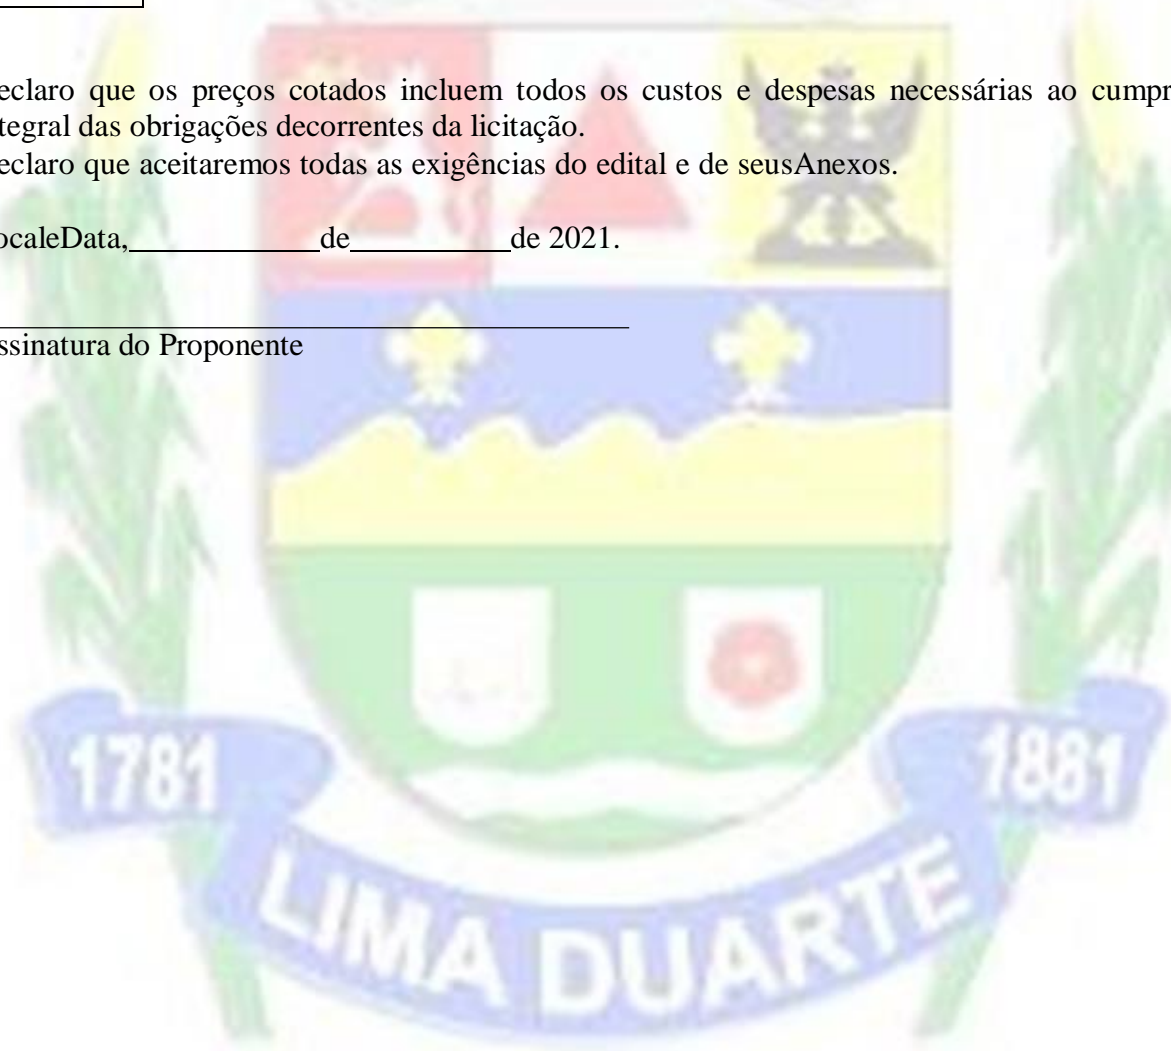 eclaro que os preços cotados incluem todos os custos e despesas necessárias ao cumpr
tegral das obrigações decorrentes da licitação.
eclaro que aceitaremos todas as exigências do edital e de seusAnexos.
ocaleData,____________de__________de 2021.
ssinatura do Proponente
1781
1881
LIMA DUARTE